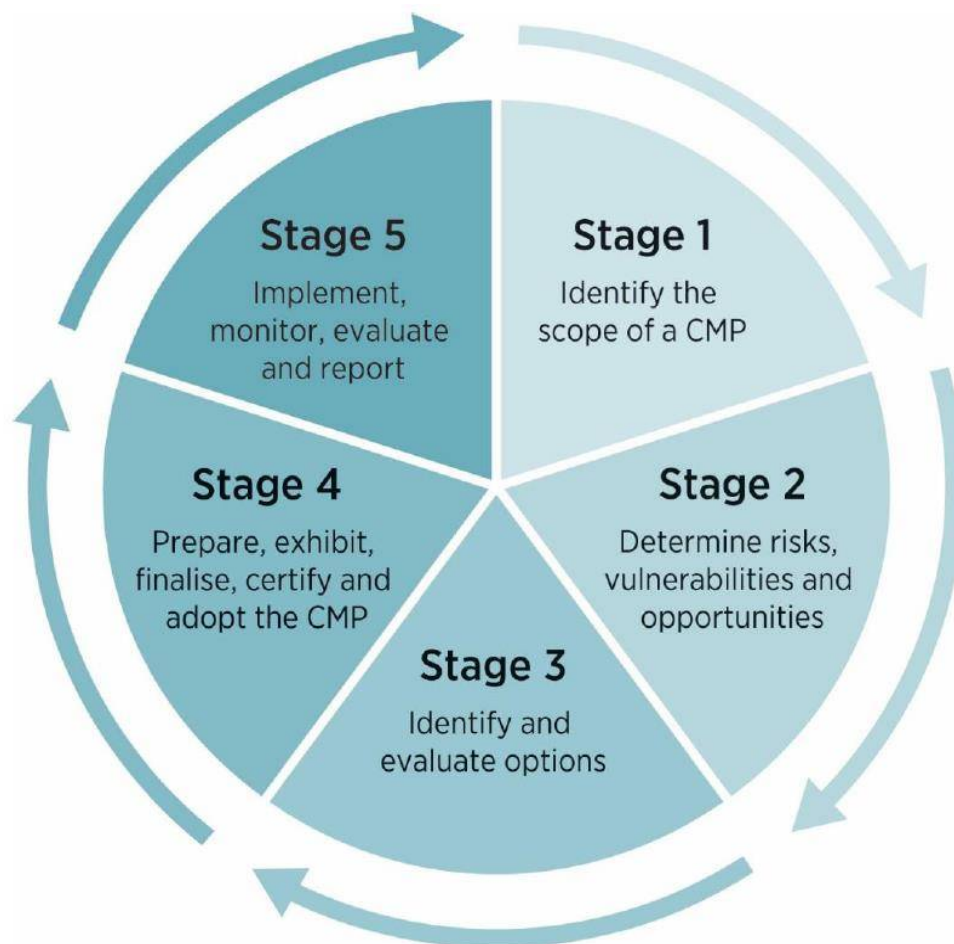 Stage 1
Identify the
scope of a CMP
Stage 2
Determine risks,
vulnerabilities and
opportunities
Stage 3
Identify and
evaluate options
Stage 4
Prepare, exhibit,
finalise, certify and
adopt the CMP
Stage 5
Implement,
monitor, evaluate
and report